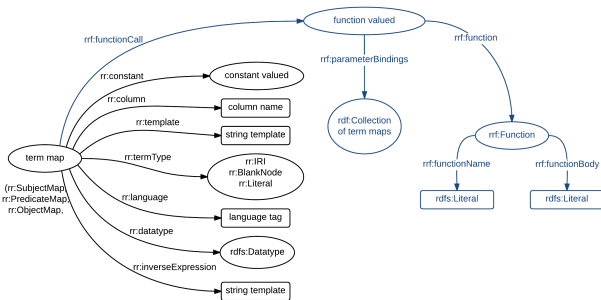 function valued
rrf:functionCall
rrf:function
rrf:parameterBindings
rr:constant
constant valued
rr:column
column name
rr:template
string template
rdf:Collection
of term maps
rrf:Function
term map
rr:termType
rr:IRI
rr:BlankNode
rr:Literal
rrf:functionName
rrf:functionBody
(rr:SubjectMap,
rr:PredicateMap,
rr:ObjectMap,
rr:language
language tag
rdfs:Literal
rdfs:Literal
rr:datatype
rdfs:Datatype
rr:inverseExpression
string template